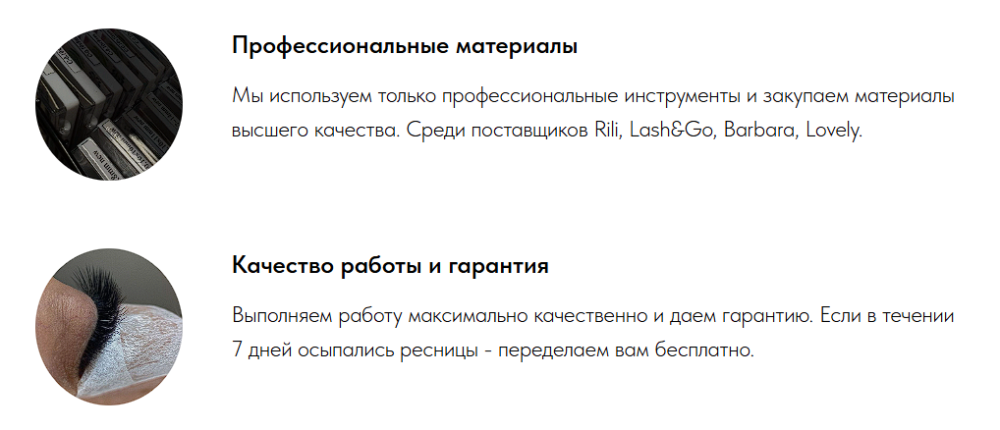 Профессиональные материалы
Мы используем только профессиональные инструменты и закупаем материалы
высшего качества. Среди поставщиков Rili, Lash&Go, Barbara, Lovely.
Качество работы и гарантия
Выполняем работу максимально качественно и даем гарантию. Если в течении
7 дней осыпались ресницы - переделаем вам бесплатно.